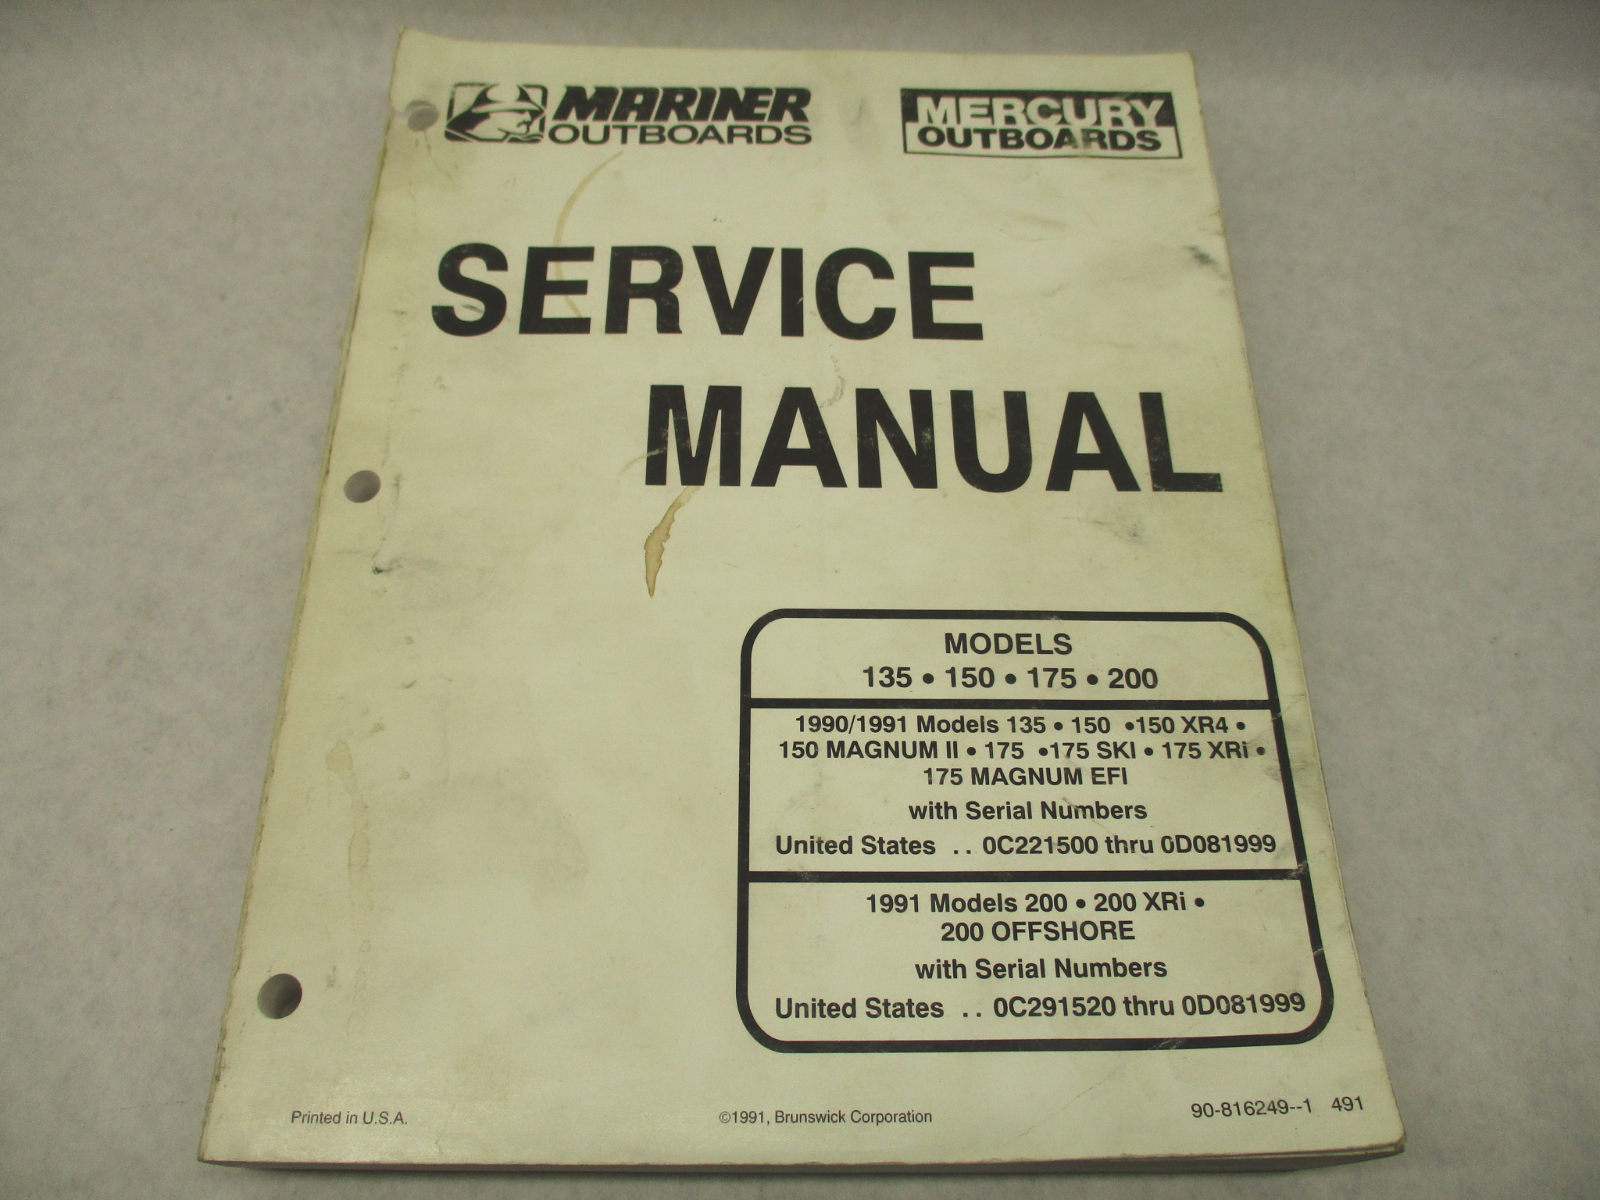 MARINER
OUTBOARDS
MERCURY
OUTBOARDS
SERVICE
MANUAL
MODELS
135 • 150 • 175 • 200
1990/1991 Models 135 • 150 •150 XR4 •
150 MAGNUM II • 175 •175 SKI • 175 XRi •
175 MAGNUM EFI
with Serial Numbers
United States .. 0C221500 thru 0D081999
1991 Models 200 • 200 XRi •
200 OFFSHORE
with Serial Numbers
United States .. 0C291520 thru 0D081999
Printed in U.S.A.
©1991, Brunswick Corporation
90-816249--1 491